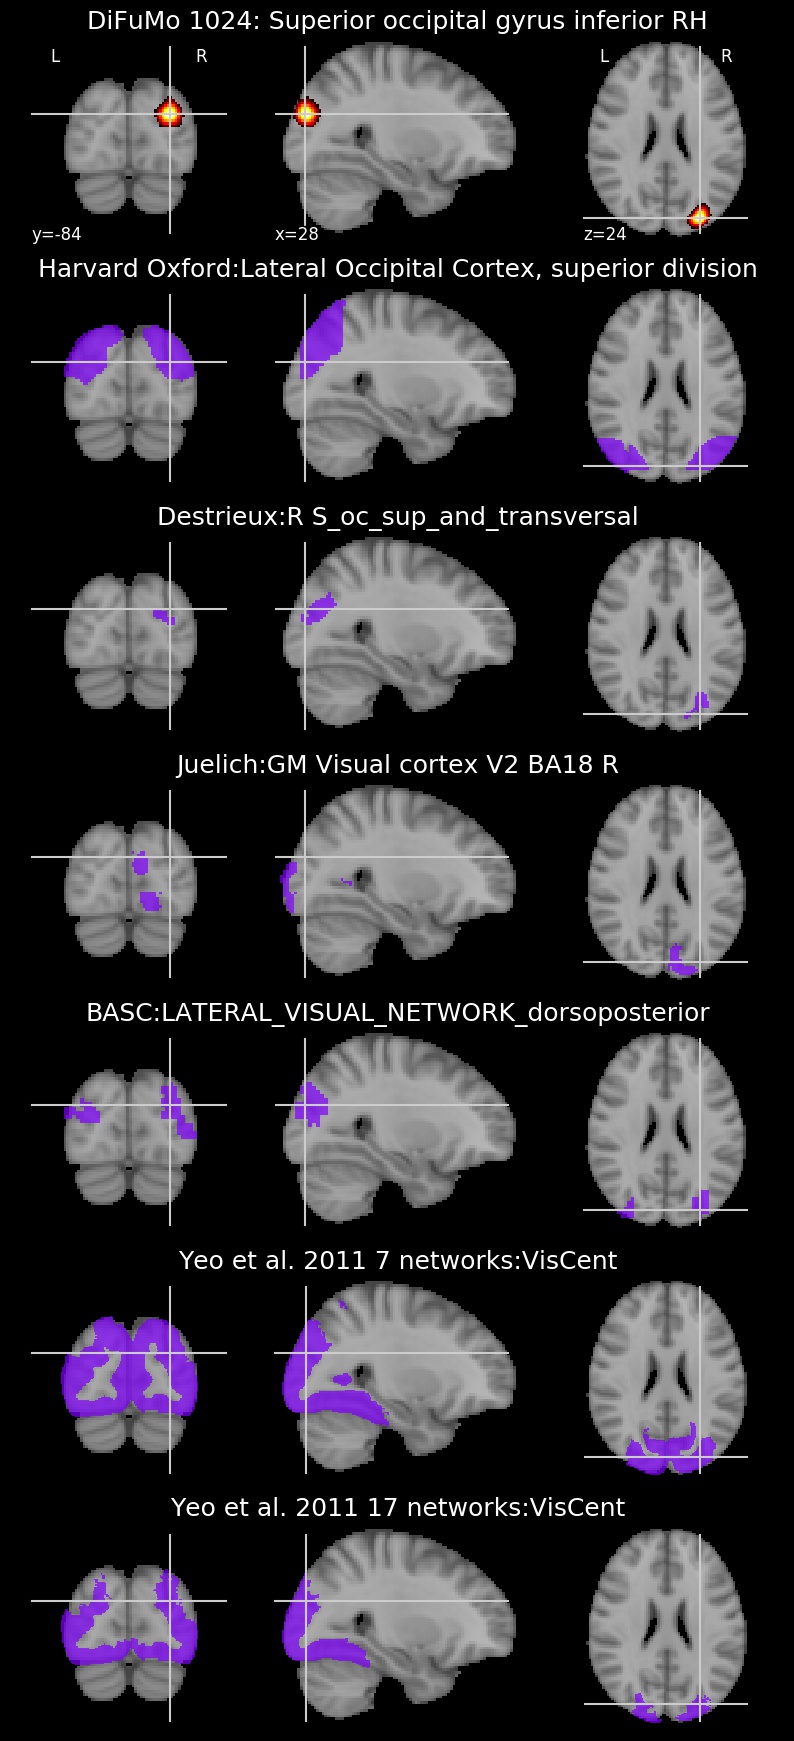 DiFuMo 1024: Superior occipital gyrus inferior RH
L R L R
y=-84 x=28 z=24
Harvard Oxford:Lateral Occipital Cortex, superior division
Destrieux:R S_oc_sup_and_transversal
Juelich:GM Visual cortex V2 BA18 R
BASC:LATERAL_VISUAL_NETWORK_dorsoposterior
Yeo et al. 2011 7 networks:VisCent
Yeo et al. 2011 17 networks:VisCent